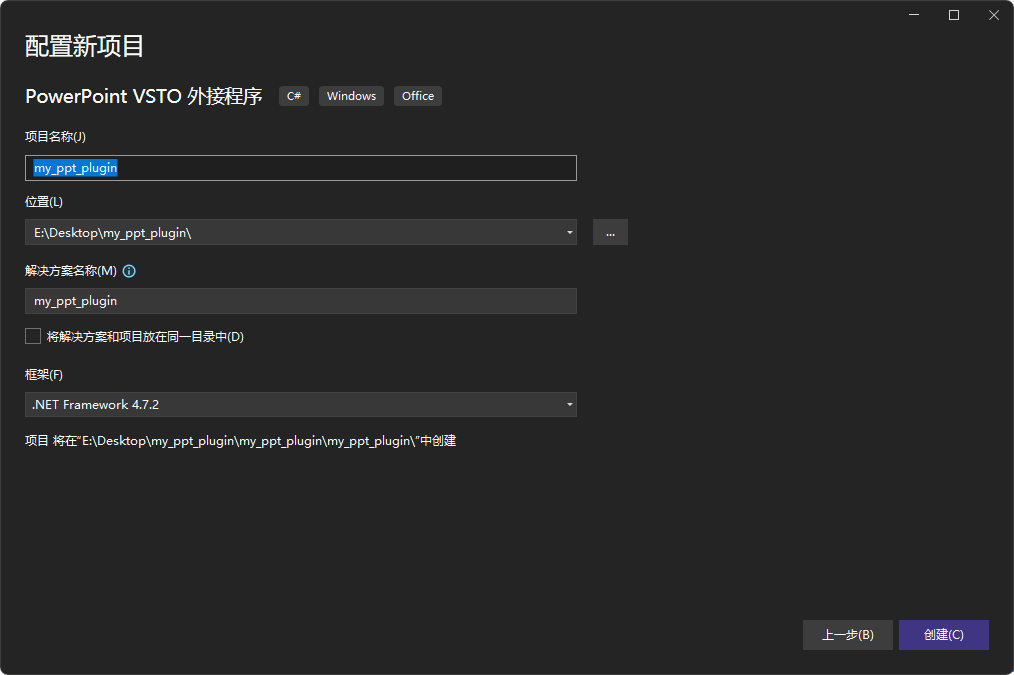 配置新项目
PowerPoint VSTO 外接程序 C# Windows Office
项目名称(J)
my_ppt_plugin
位置(L)
E:\Desktop\my_ppt_plugin\ ...
解决方案名称(M)
my_ppt_plugin
将解决方案和项目放在同一目录中(D)
框架(F)
.NET Framework 4.7.2
项目 将在“E:\Desktop\my_ppt_plugin\my_ppt_plugin\my_ppt_plugin\”中创建
上一步(B) 创建(C)